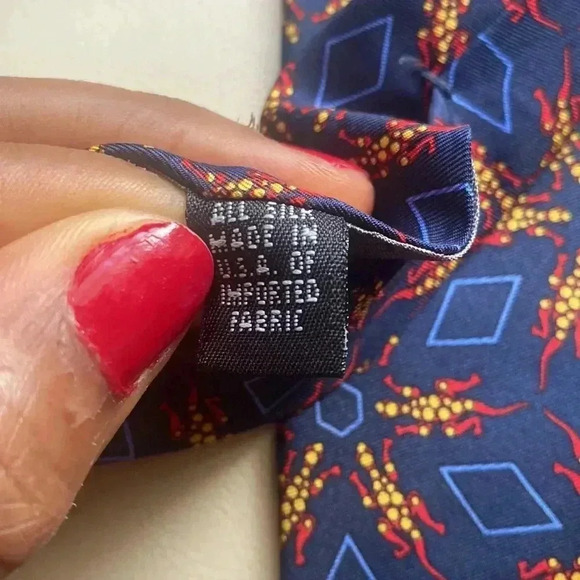 ALL SILK
MADE IN
U.S.A. OF
IMPORTED
FABRIC